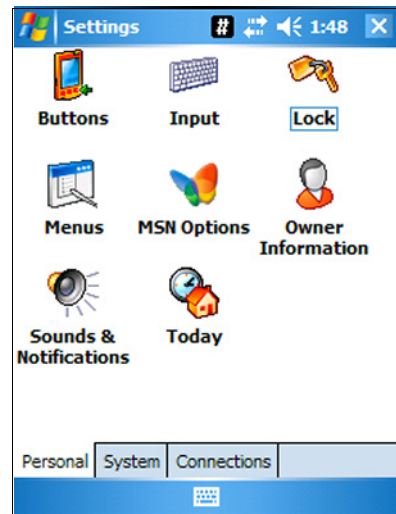 Settings # 1:48
Buttons Input Lock
Menus MSN Options Owner
Information
Sounds & Today
Notifications
Personal System Connections